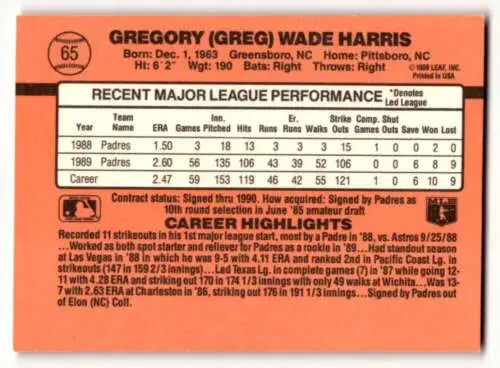 65
GREGORY (GREG) WADE HARRIS
Born: Dec. 1, 1963 Greensboro, NC Home: Pittsboro, NC
Ht: 6'2" Wgt: 190 Bats: Right Throws: Right
© 1989 LEAF, INC.
Printed in USA
RECENT MAJOR LEAGUE PERFORMANCE *Denotes Led League
Year Team Name ERA Games Inn. Pitched Hits Runs Er. Runs Walks Strike Outs Comp. Games Shut Outs Save Won Lost
1988 Padres 1.50 3 18 13 3 3 3 15 1 0 0 2 0
1989 Padres 2.60 56 135 106 43 39 52 106 0 0 6 8 9
Career 2.47 59 153 119 46 42 55 121 1 0 6 10 9
MLB
Contract status: Signed thru 1990. How acquired: Signed by Padres as
10th round selection in June '85 amateur draft
CAREER HIGHLIGHTS
Recorded 11 strikeouts in his 1st major league start, most by a Padre in '88, vs. Astros 9/25/88
...Worked as both spot starter and reliever for Padres as a rookie in '89...Had standout season
at Las Vegas in '88 in which he was 9-5 with 4.11 ERA and ranked 2nd in Pacific Coast Lg. in
strikeouts (147 in 159 2/3 innings)...Led Texas Lg. in complete games (7) in '87 while going 12-
11 with 4.28 ERA and striking out 170 in 174 1/3 innings with only 49 walks at Wichita...Was 13-
7 with 2.63 ERA at Charleston in '86, striking out 176 in 191 1/3 innings...Signed by Padres out
of Elon (NC) Coll.